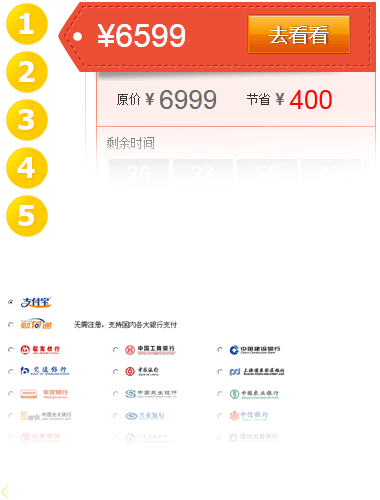 1
¥6599 去看看
2
原价 ¥ 6999 节省 ¥ 400
3
剩余时间
26 23 56
4
5
支付宝
财付通 无需注册，支持国内各大银行支付
招商银行 中国工商银行 中国建设银行
交通银行 中国银行 上海浦东发展银行
平安银行 中国民生银行 中国农业银行
中国光大银行 兴业银行 中信银行